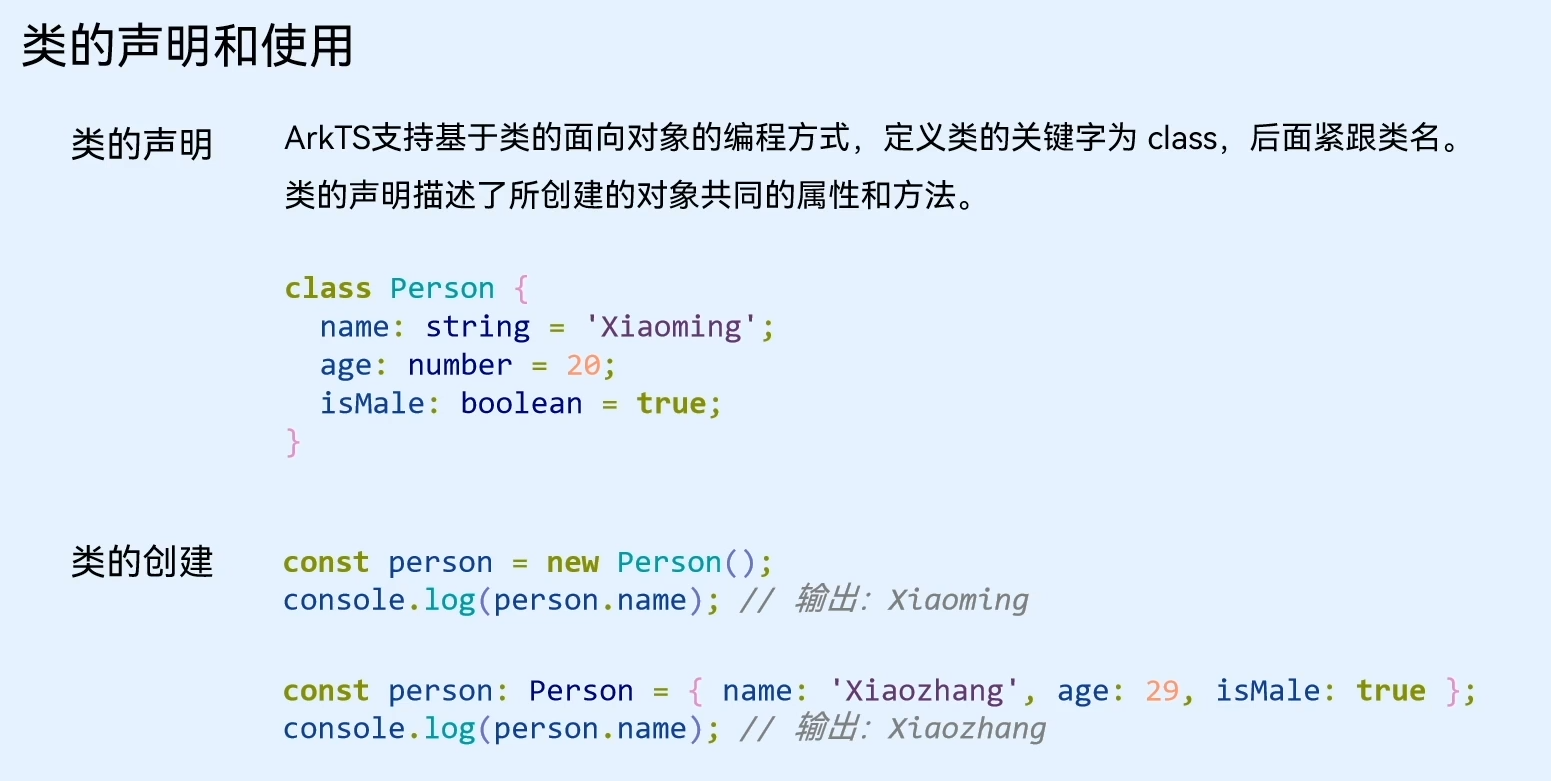 类的声明和使用
类的声明
ArkTS支持基于类的面向对象的编程方式，定义类的关键字为 class，后面紧跟类名。
类的声明描述了所创建的对象共同的属性和方法。
class Person {
  name: string = 'Xiaoming';
  age: number = 20;
  isMale: boolean = true;
}
类的创建
const person = new Person();
console.log(person.name); // 输出：Xiaoming
const person: Person = { name: 'Xiaozhang', age: 29, isMale: true };
console.log(person.name); // 输出：Xiaozhang